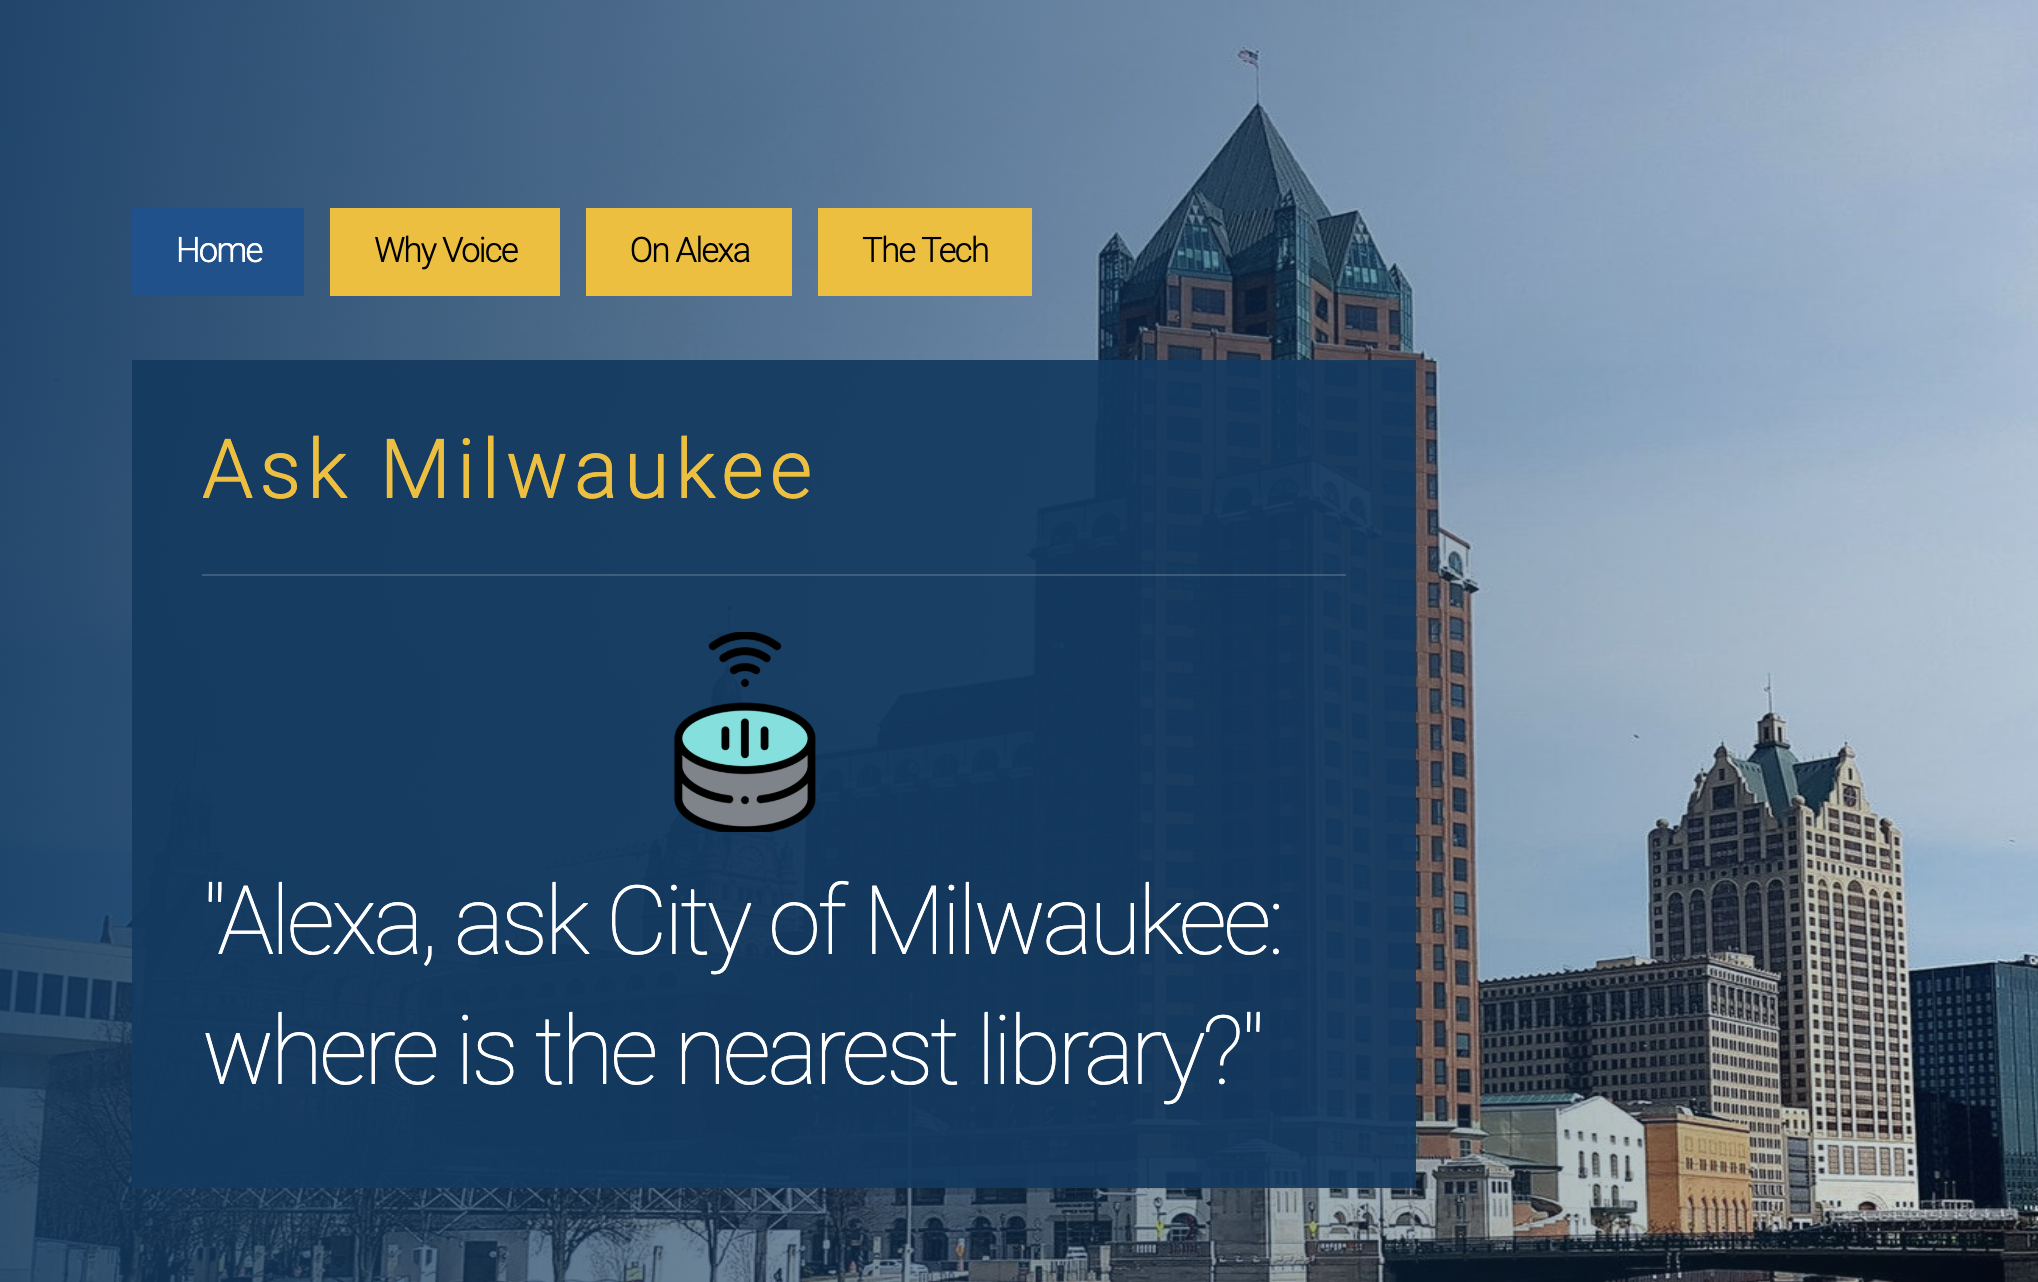 Home
Why Voice
On Alexa
The Tech
Ask Milwaukee
"Alexa, ask City of Milwaukee:
where is the nearest library?"